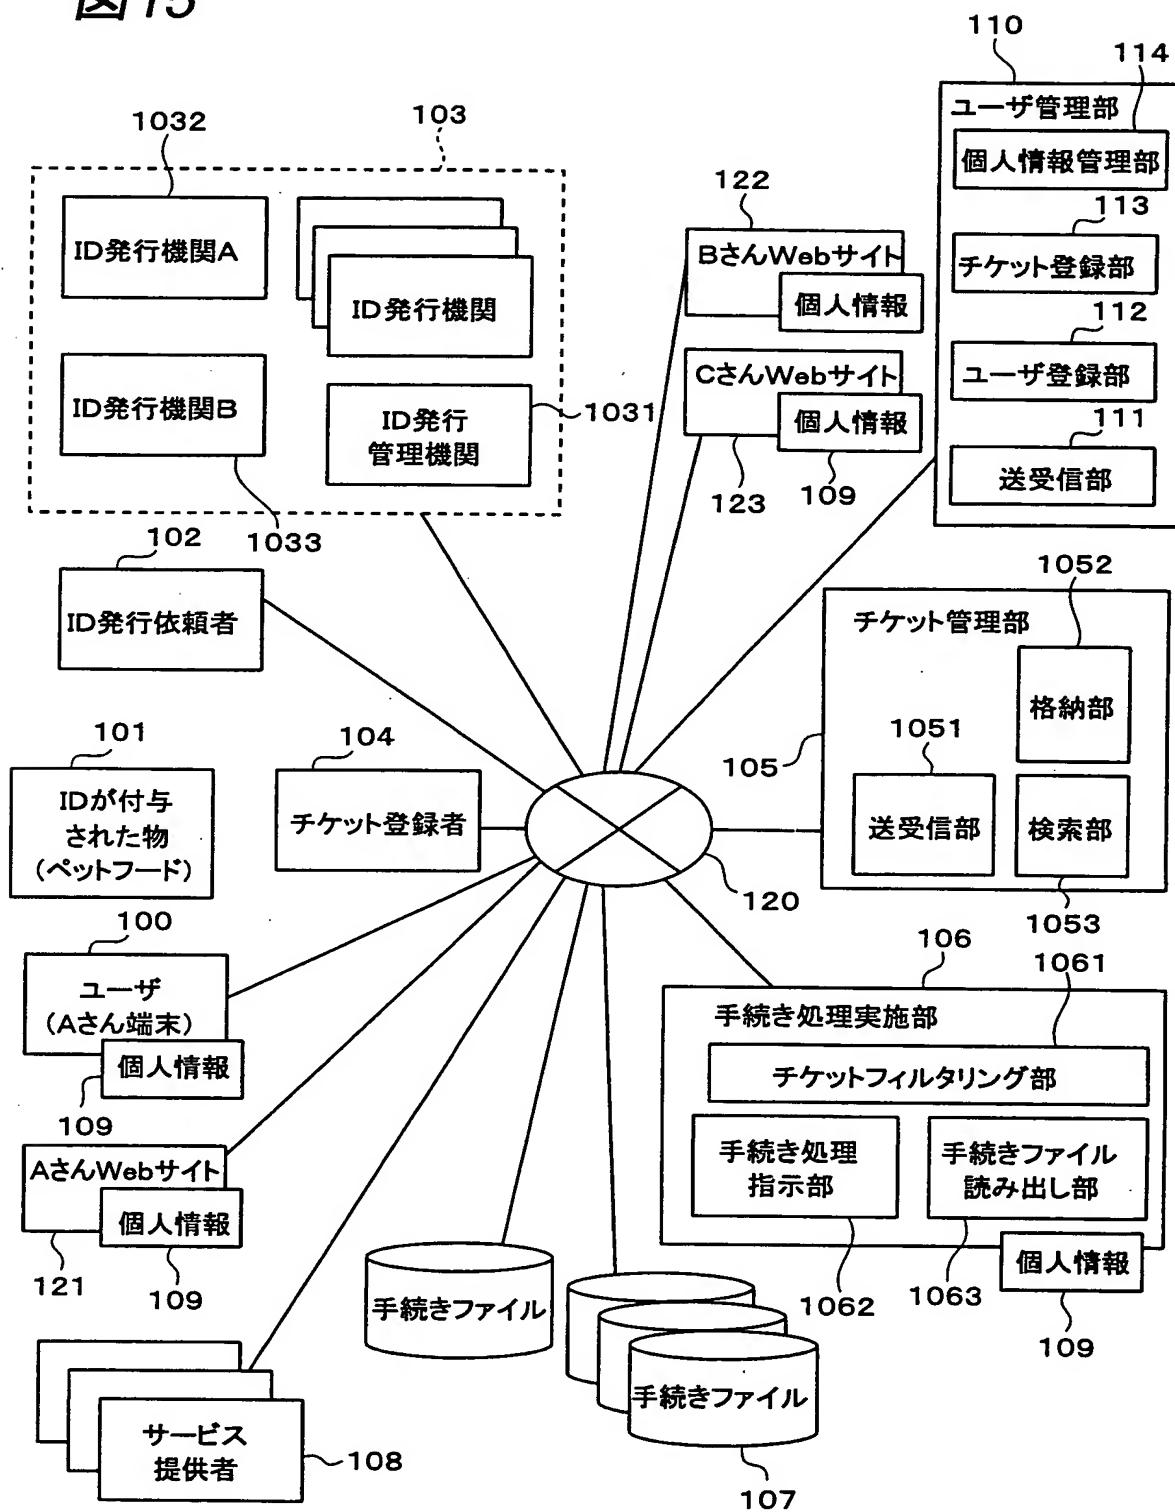 図15
110
114
ユーザ管理部
個人情報管理部
113
チケット登録部
112
ユーザ登録部
111
送受信部
1032
103
ID発行機関A
ID発行機関
ID発行機関B
ID発行
管理機関
1031
1033
122
BさんWebサイト
個人情報
CさんWebサイト
個人情報
123
109
102
ID発行依頼者
1052
チケット管理部
格納部
1051
105
送受信部
検索部
1053
101
IDが付与
された物
(ペットフード)
104
チケット登録者
120
100
ユーザ
(Aさん端末)
個人情報
109
106
1061
手続き処理実施部
チケットフィルタリング部
手続き処理
指示部
手続きファイル
読み出し部
1062
1063
個人情報
109
AさんWebサイト
個人情報
121
109
手続きファイル
手続きファイル
107
サービス
提供者
108